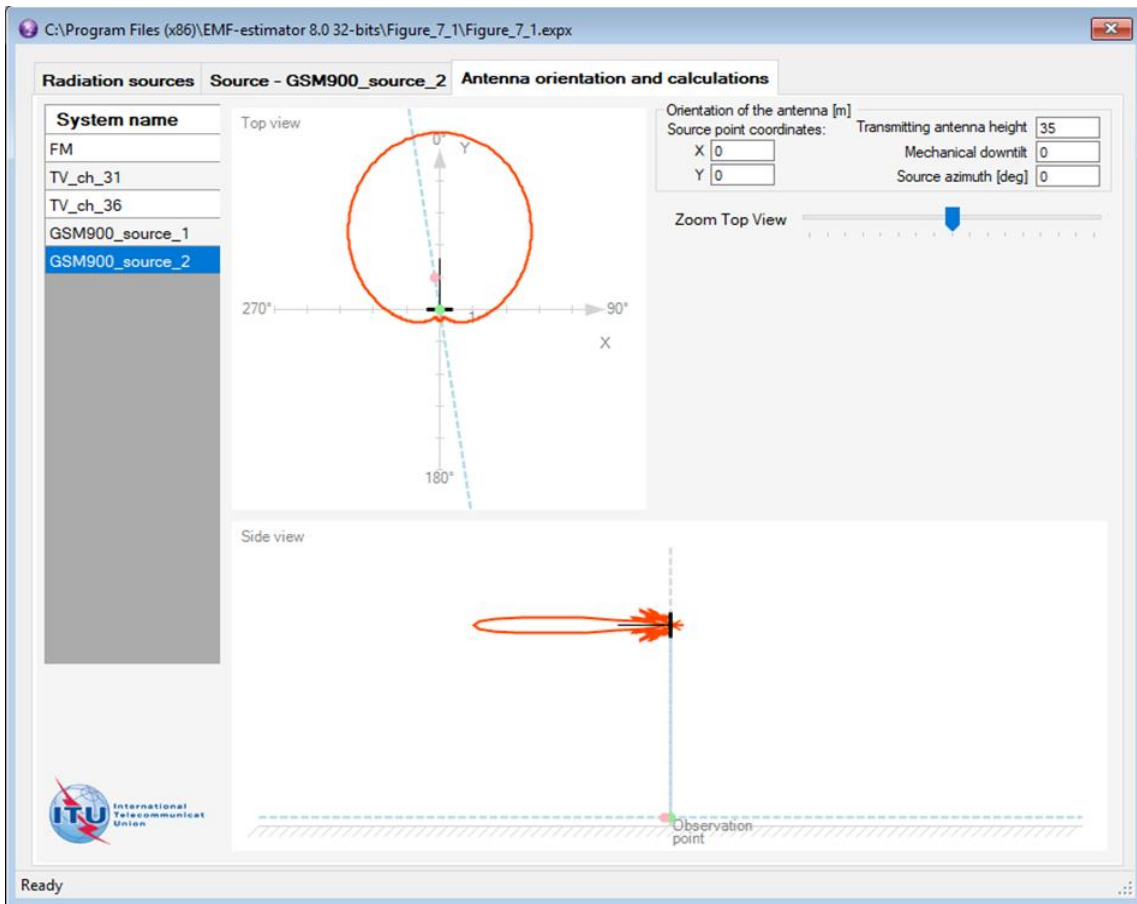 C:\Program Files (x86)\EMF-estimator 8.0 32-bits\Figure_7_1\Figure_7_1.expx
Radiation sources Source - GSM900_source_2 Antenna orientation and calculations
System name
FM
TV_ch_31
TV_ch_36
GSM900_source_1
GSM900_source_2
Top view
0° Y
270° 1 90°
X
180°
Orientation of the antenna [m]
Source point coordinates: Transmitting antenna height 35
X 0 Mechanical downtilt 0
Y 0 Source azimuth [deg] 0
Zoom Top View
Side view
Observation
point
ITU
International
Telecommunicat
Union
Ready